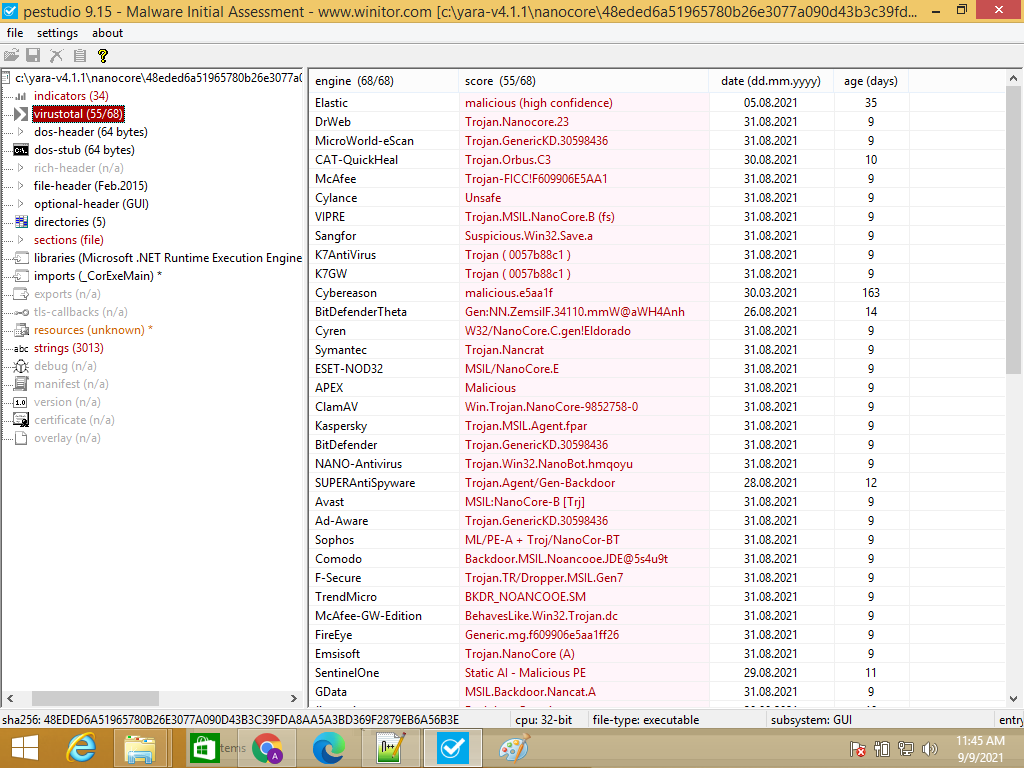 pestudio 9.15 - Malware Initial Assessment - www.winitor.com [c:\yara-v4.1.1\nanocore\48eded6a51965780b26e3077a090d43b3c39fd...
file settings about
c:\yara-v4.1.1\nanocore\48eded6a51965780b26e3077a0
indicators (34)
virustotal (55/68)
dos-header (64 bytes)
dos-stub (64 bytes)
rich-header (n/a)
file-header (Feb.2015)
optional-header (GUI)
directories (5)
sections (file)
libraries (Microsoft .NET Runtime Execution Engine
imports (_CorExeMain) *
exports (n/a)
tls-callbacks (n/a)
resources (unknown) *
abc strings (3013)
debug (n/a)
manifest (n/a)
1.0 version (n/a)
certificate (n/a)
overlay (n/a)
engine (68/68) score (55/68) date (dd.mm.yyyy) age (days)
Elastic malicious (high confidence) 05.08.2021 35
DrWeb Trojan.Nanocore.23 31.08.2021 9
MicroWorld-eScan Trojan.GenericKD.30598436 31.08.2021 9
CAT-QuickHeal Trojan.Orbus.C3 30.08.2021 10
McAfee Trojan-FICC!F609906E5AA1 31.08.2021 9
Cylance Unsafe 31.08.2021 9
VIPRE Trojan.MSIL.NanoCore.B (fs) 31.08.2021 9
Sangfor Suspicious.Win32.Save.a 31.08.2021 9
K7AntiVirus Trojan ( 0057b88c1 ) 31.08.2021 9
K7GW Trojan ( 0057b88c1 ) 31.08.2021 9
Cybereason malicious.e5aa1f 30.03.2021 163
BitDefenderTheta Gen:NN.ZemsilF.34110.mmW@aWH4Anh 26.08.2021 14
Cyren W32/NanoCore.C.gen!Eldorado 31.08.2021 9
Symantec Trojan.Nancrat 31.08.2021 9
ESET-NOD32 MSIL/NanoCore.E 31.08.2021 9
APEX Malicious 31.08.2021 9
ClamAV Win.Trojan.NanoCore-9852758-0 31.08.2021 9
Kaspersky Trojan.MSIL.Agent.fpar 31.08.2021 9
BitDefender Trojan.GenericKD.30598436 31.08.2021 9
NANO-Antivirus Trojan.Win32.NanoBot.hmqoyu 31.08.2021 9
SUPERAntiSpyware Trojan.Agent/Gen-Backdoor 28.08.2021 12
Avast MSIL:NanoCore-B [Trj] 31.08.2021 9
Ad-Aware Trojan.GenericKD.30598436 31.08.2021 9
Sophos ML/PE-A + Troj/NanoCor-BT 31.08.2021 9
Comodo Backdoor.MSIL.Noancooe.JDE@5s4u9t 31.08.2021 9
F-Secure Trojan.TR/Dropper.MSIL.Gen7 31.08.2021 9
TrendMicro BKDR_NOANCOOE.SM 31.08.2021 9
McAfee-GW-Edition BehavesLike.Win32.Trojan.dc 31.08.2021 9
FireEye Generic.mg.f609906e5aa1ff26 31.08.2021 9
Emsisoft Trojan.NanoCore (A) 31.08.2021 9
SentinelOne Static AI - Malicious PE 29.08.2021 11
GData MSIL.Backdoor.Nancat.A 31.08.2021 9
sha256: 48EDED6A51965780B26E3077A090D43B3C39FDA8AA5A3BD369F2879EB6A56B3E cpu: 32-bit file-type: executable subsystem: GUI entry
tems
11:45 AM
9/9/2021